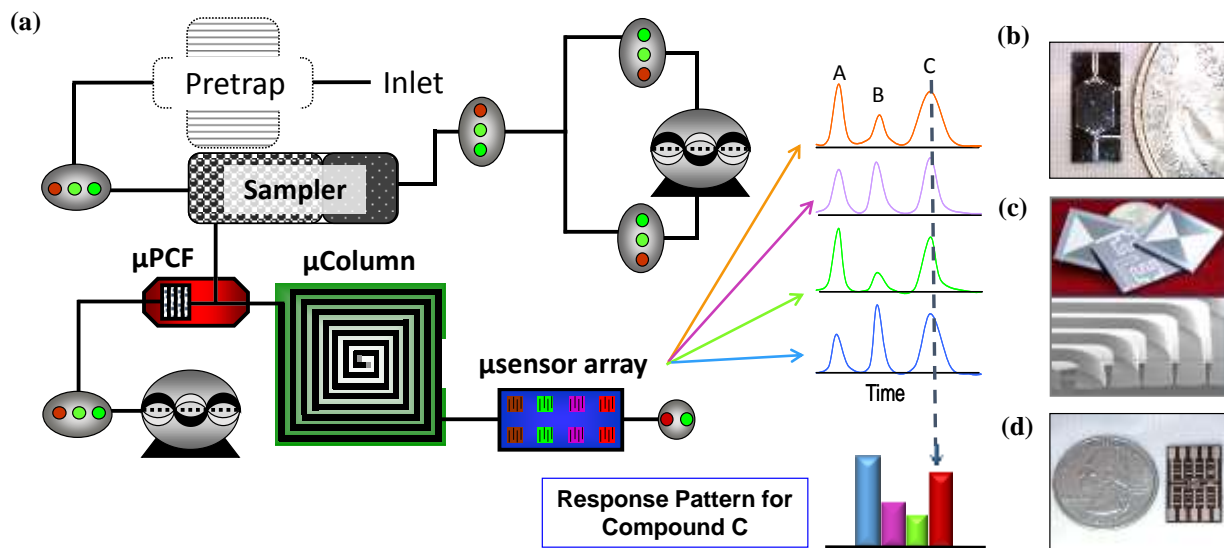 (a)
Pretrap
Inlet
Sampler
μPCF
μColumn
μsensor array
A
B
C
Time
Response Pattern for
Compound C
(b)
(c)
(d)